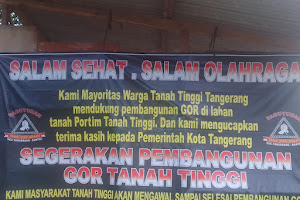 SALAM SEHAT . SALAM OLAHRAGA
Kami Mayoritas Warga Tanah Tinggi Tangerang
mendukung pembangunan GOR di lahan
tanah Portim Tanah Tinggi. Dan kami mengucapkan
terima kasih kepada Pemerintah Kota Tangerang
SEGERAKAN PEMBANGUNAN
GOR TANAH TINGGI
KAMI MASYARAKAT TANAH TINGGI AKAN MENGAWAL SAMPAI SELESAI PEMBANGUNAN